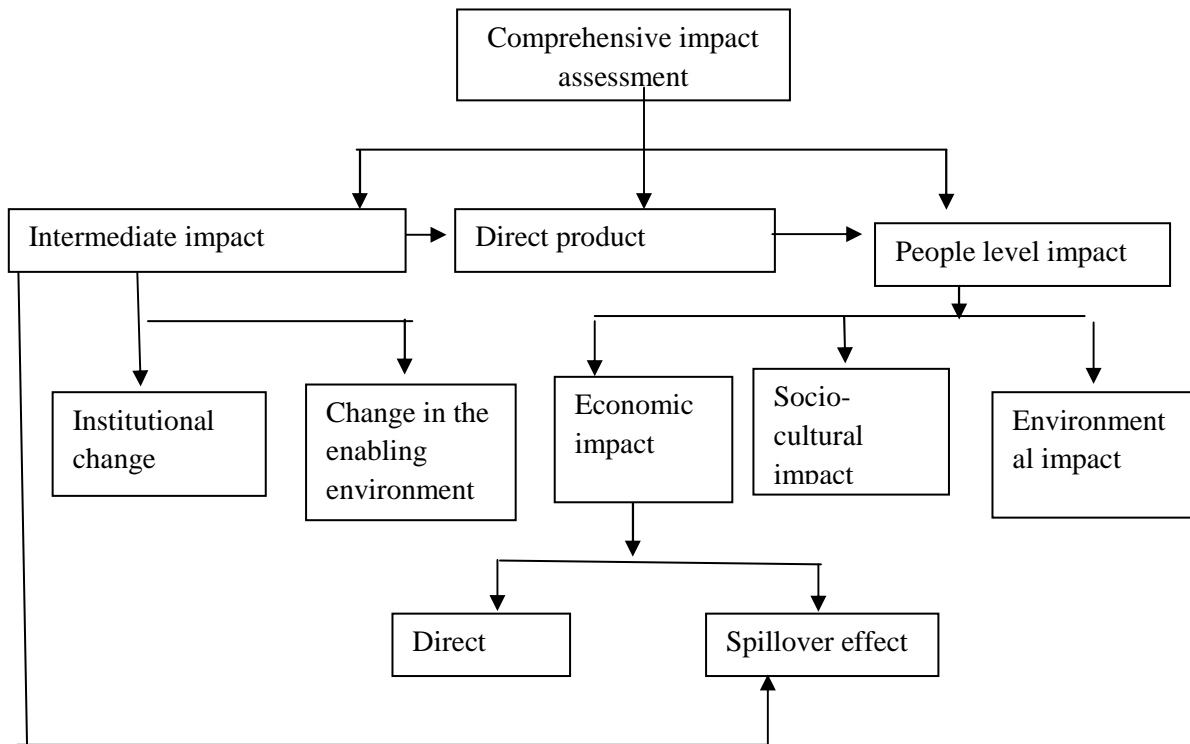 Comprehensive impact
assessment
Intermediate impact
Direct product
People level impact
Institutional
change
Change in the
enabling
environment
Economic
impact
Socio-
cultural
impact
Environment
al impact
Direct
Spillover effect